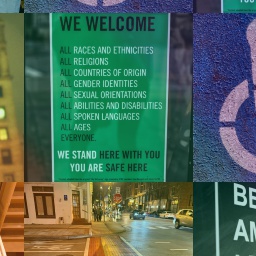 WE WELCOME
ALL RACES AND ETHNICITIES
ALL RELIGIONS
ALL COUNTRIES OF ORIGIN
ALL GENDER IDENTITIES
ALL SEXUAL ORIENTATIONS
ALL ABILITIES AND DISABILITIES
ALL SPOKEN LANGUAGES
ALL AGES
EVERYONE.
WE STAND HERE WITH YOU
YOU ARE SAFE HERE
BE
AM